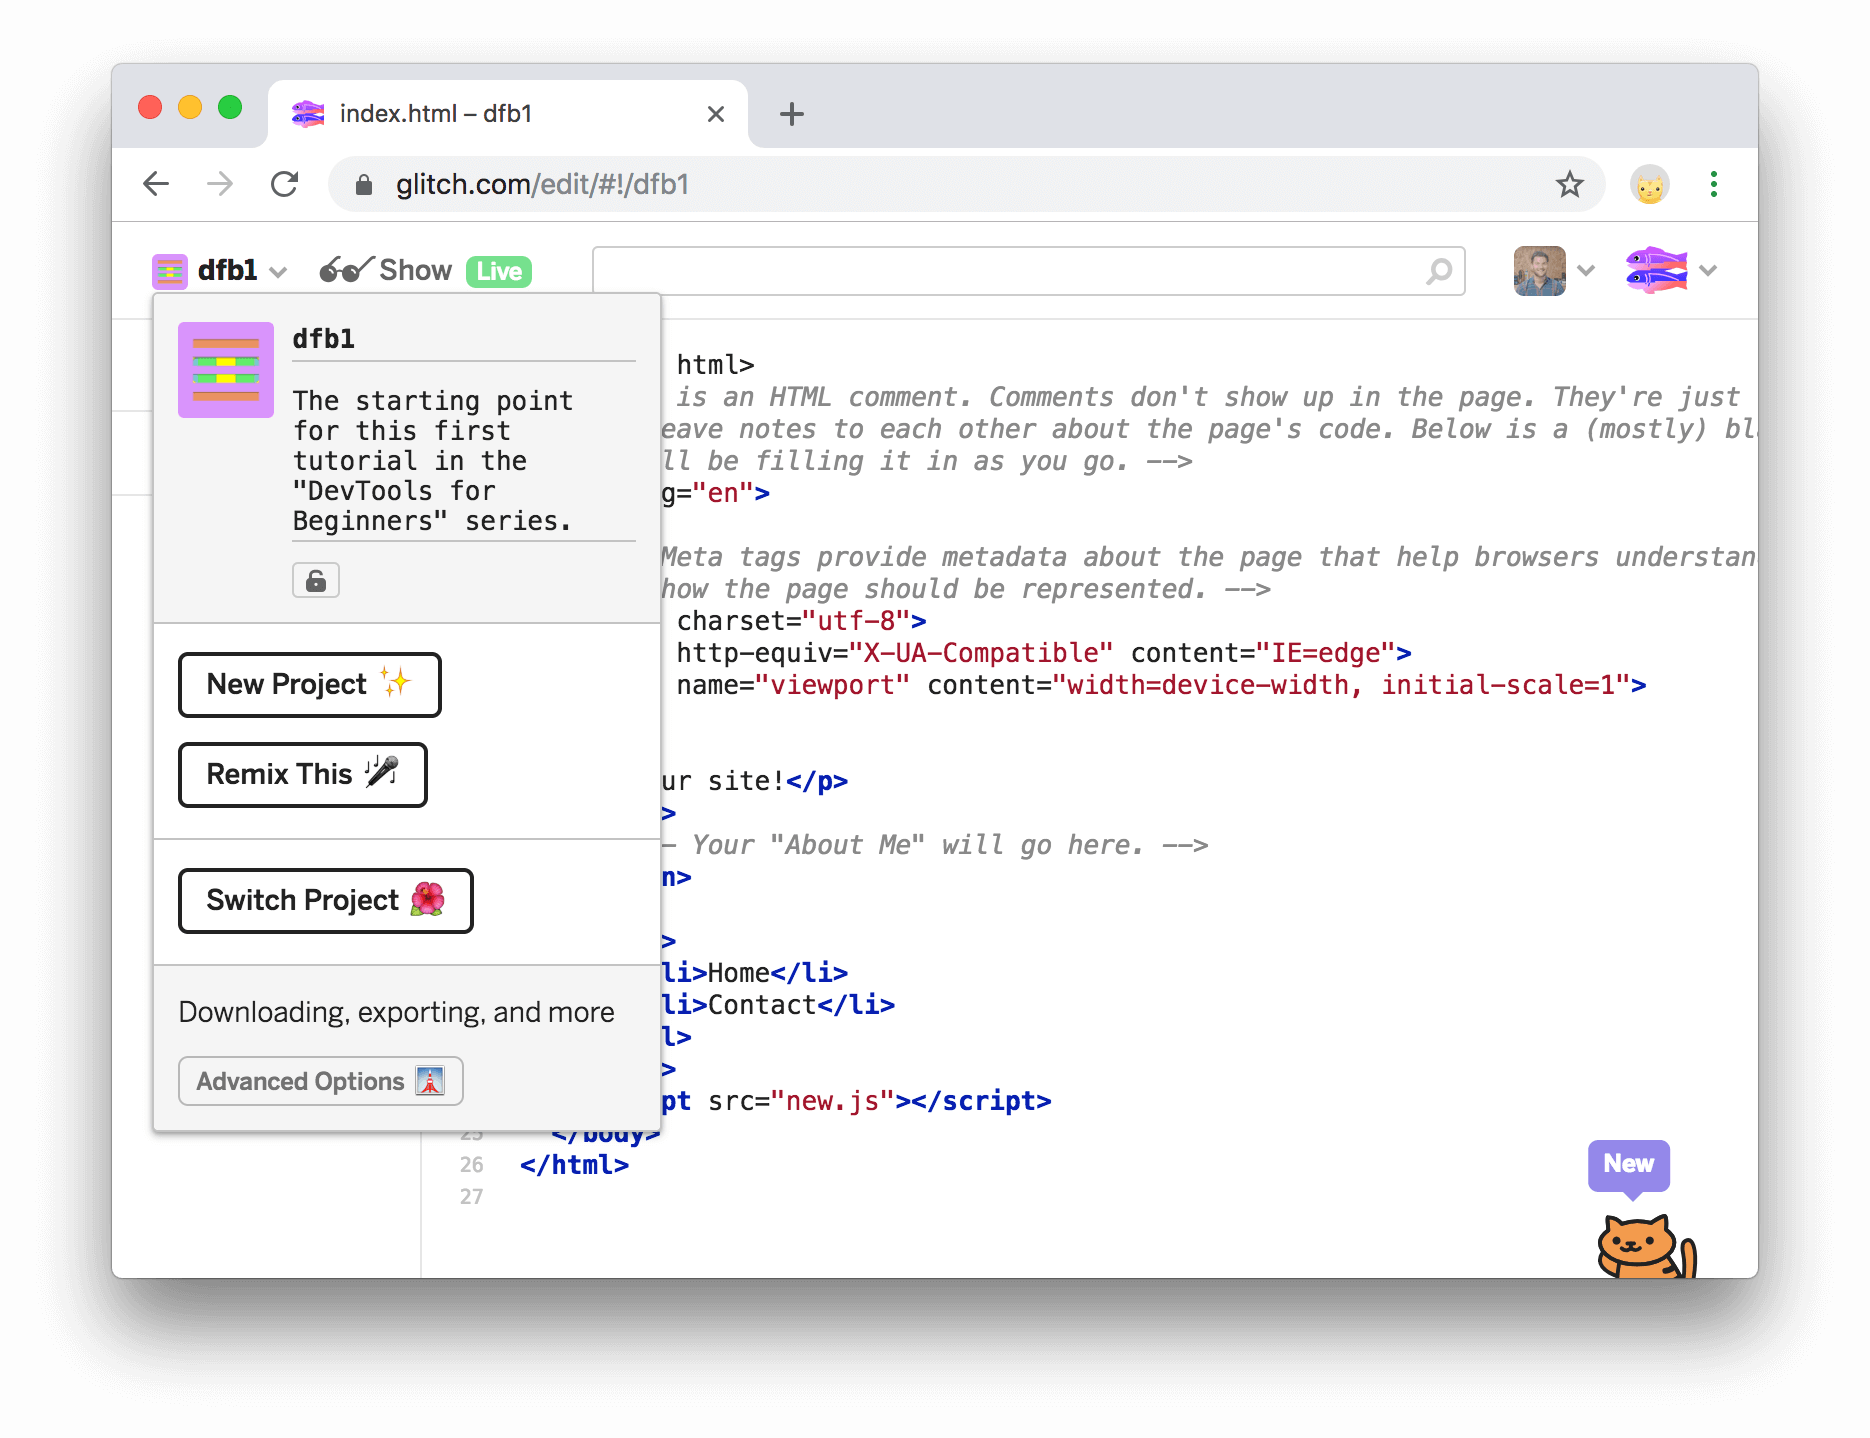 index.html – dfb1
glitch.com/edit/#!/dfb1
dfb1
Show
Live
dfb1
The starting point
for this first
tutorial in the
"DevTools for
Beginners" series.
New Project
Remix This
Switch Project
Downloading, exporting, and more
Advanced Options
html>
is an HTML comment. Comments don't show up in the page. They're just
eave notes to each other about the page's code. Below is a (mostly) bl
ll be filling it in as you go. -->
g="en">
Meta tags provide metadata about the page that help browsers understan
how the page should be represented. -->
charset="utf-8">
http-equiv="X-UA-Compatible" content="IE=edge">
name="viewport" content="width=device-width, initial-scale=1">
ur site!</p>
>
- Your "About Me" will go here. -->
n>
>
li>Home</li>
li>Contact</li>
l>
>
pt src="new.js"></script>
25 </body>
26 </html>
27
New